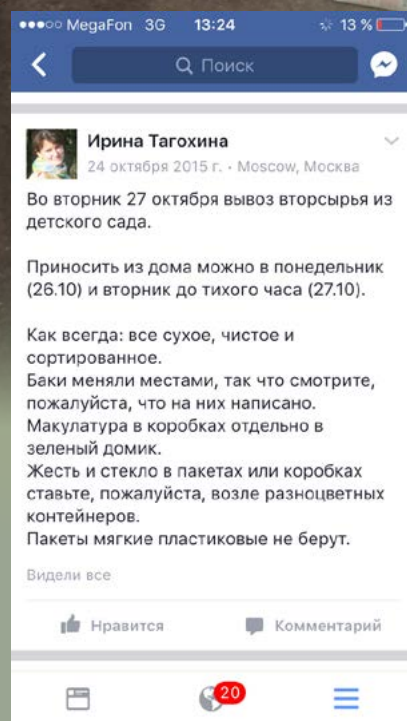 MegaFon 3G 13:24 13 %
Поиск
Ирина Тагохина
24 октября 2015 г. · Moscow, Москва
Во вторник 27 октября вывоз вторсырья из
детского сада.
Приносить из дома можно в понедельник
(26.10) и вторник до тихого часа (27.10).
Как всегда: все сухое, чистое и
сортированное.
Баки меняли местами, так что смотрите,
пожалуйста, что на них написано.
Макулатура в коробках отдельно в
зеленый домик.
Жесть и стекло в пакетах или коробках
ставьте, пожалуйста, возле разноцветных
контейнеров.
Пакеты мягкие пластиковые не берут.
Видели все
Нравится Комментарий
20